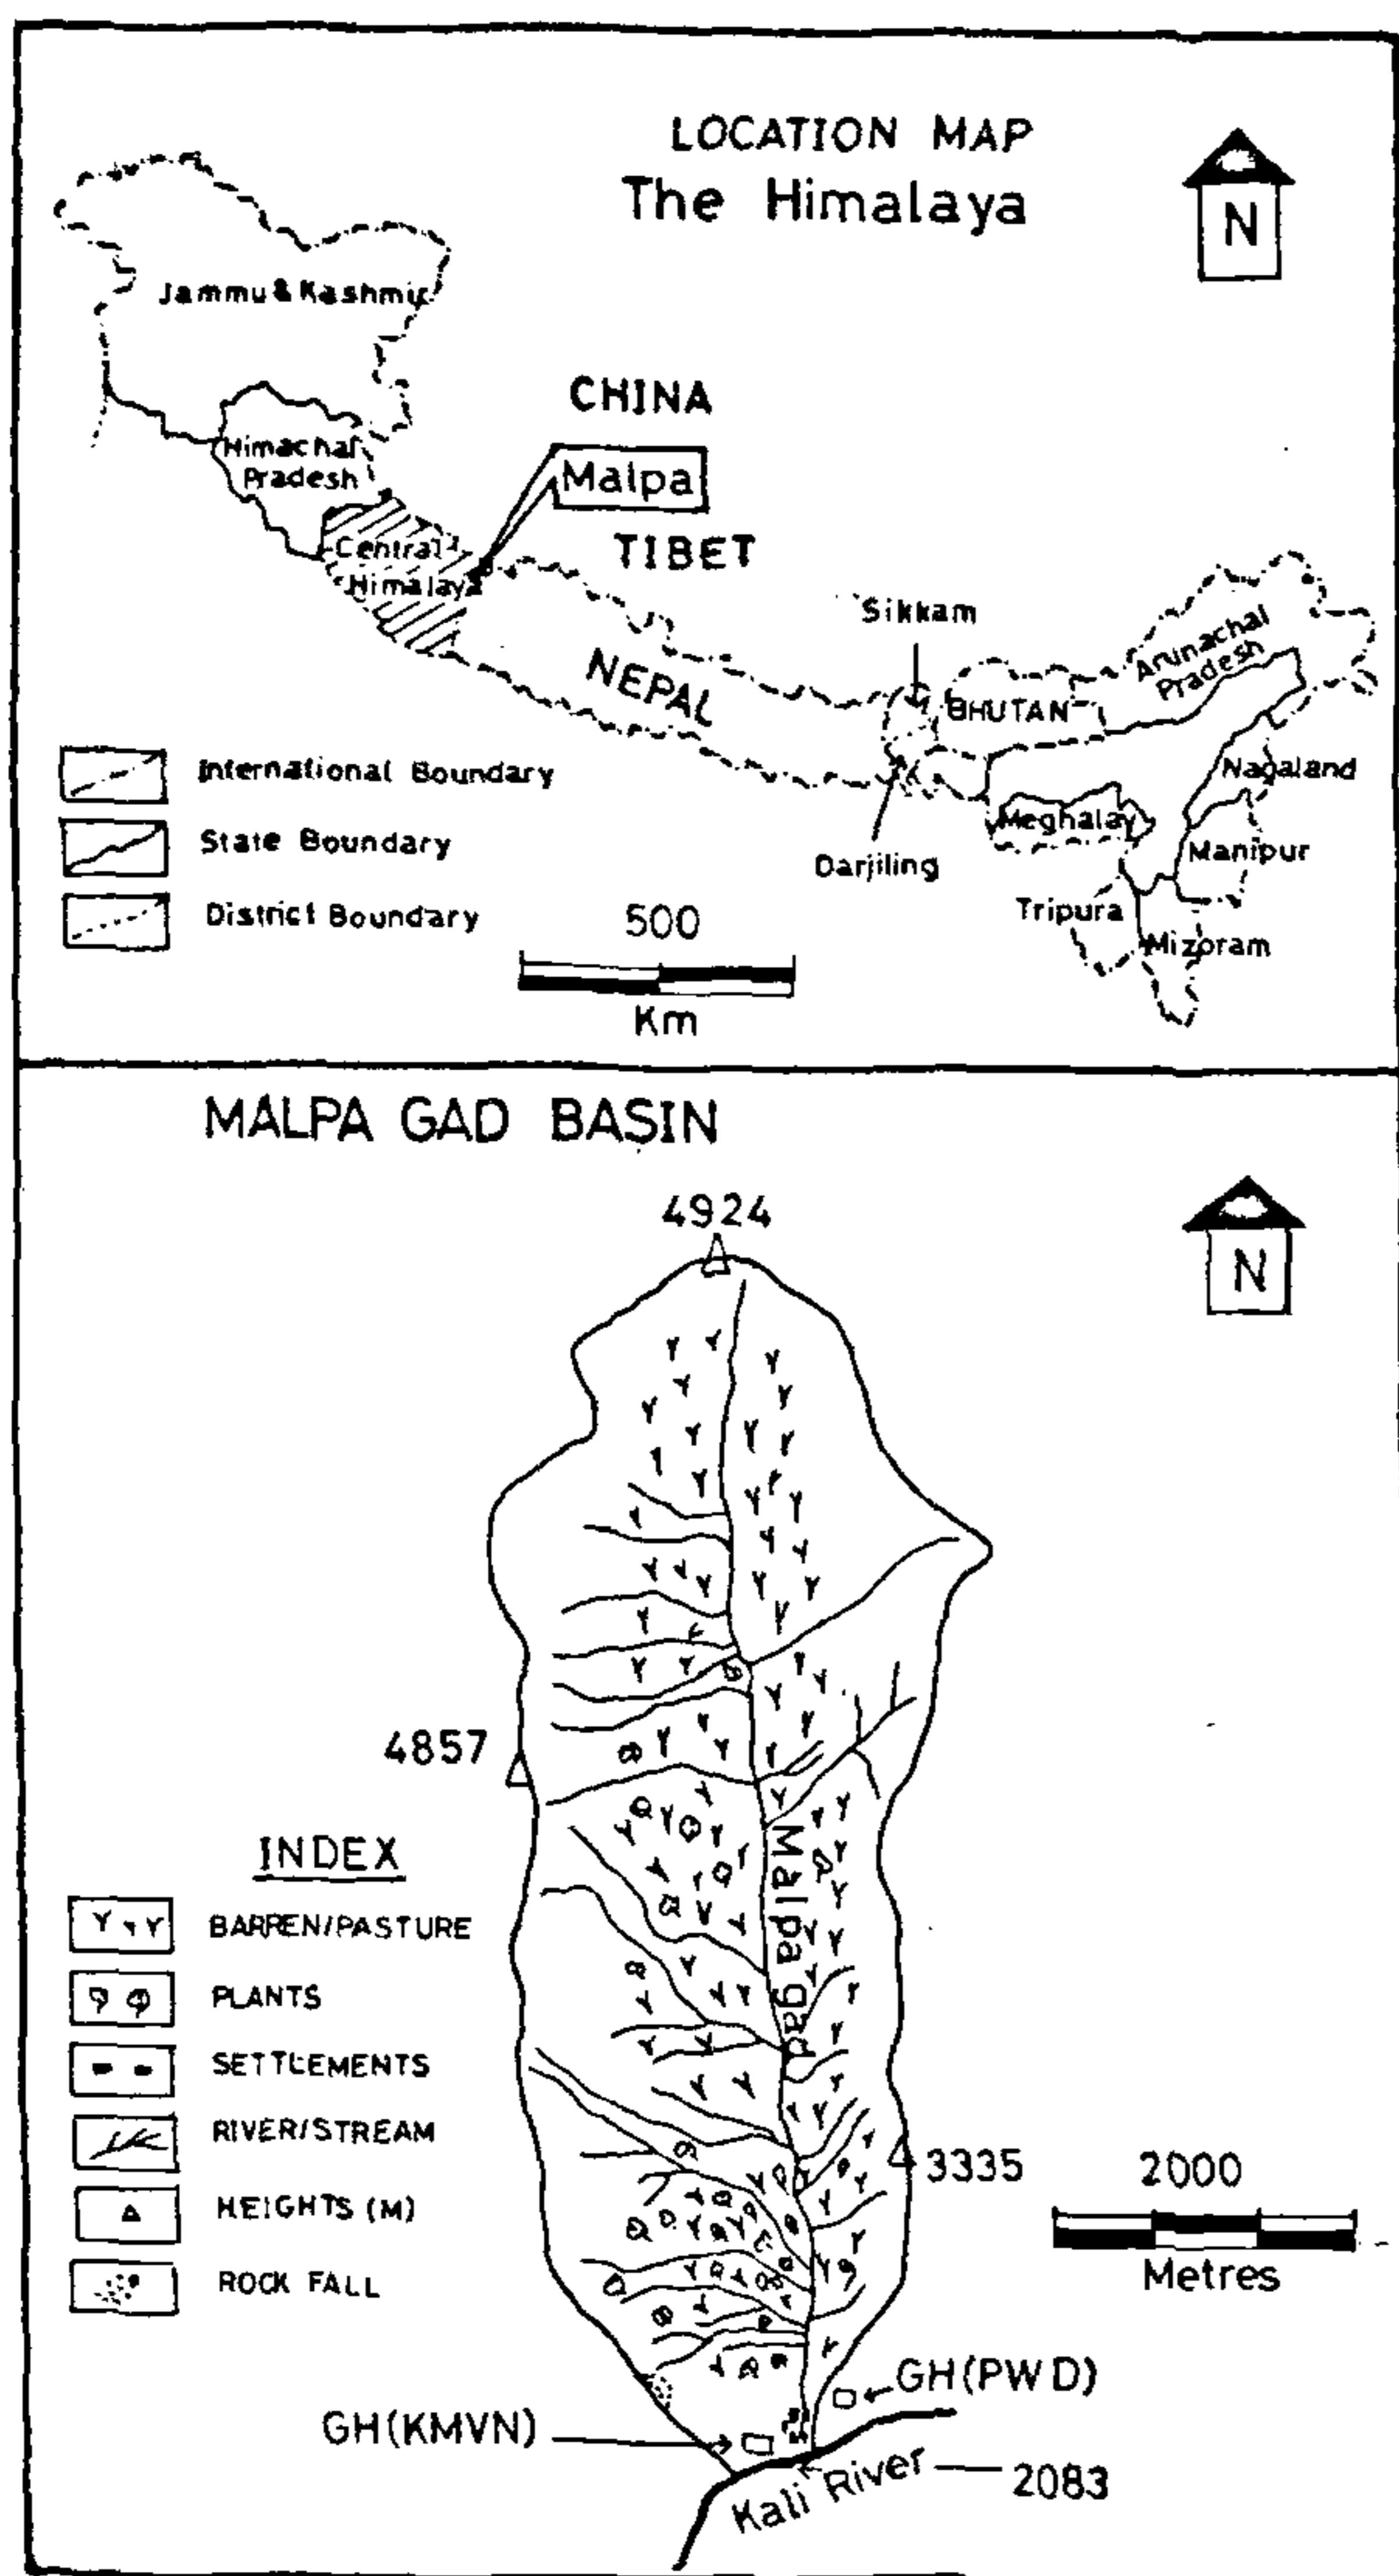 LOCATION MAP
The Himalaya
N
Jammu & Kashmir
CHINA
Himachal
Pradesh
Malpa
TIBET
Central
Himalaya
Sikkam
Arunachal
Pradesh
NEPAL
BHUTAN
International Boundary
Nagaland
State Boundary
Meghalay
Manipur
Darjiling
District Boundary
500
Tripura
Mizoram
Km
MALPA GAD BASIN
4924
N
4857
Malpa gad
INDEX
BARREN/PASTURE
PLANTS
SETTLEMENTS
RIVER/STREAM
3335
2000
HEIGHTS (M)
Metres
ROCK FALL
GH(PWD)
GH(KMVN)
Kali River
2083